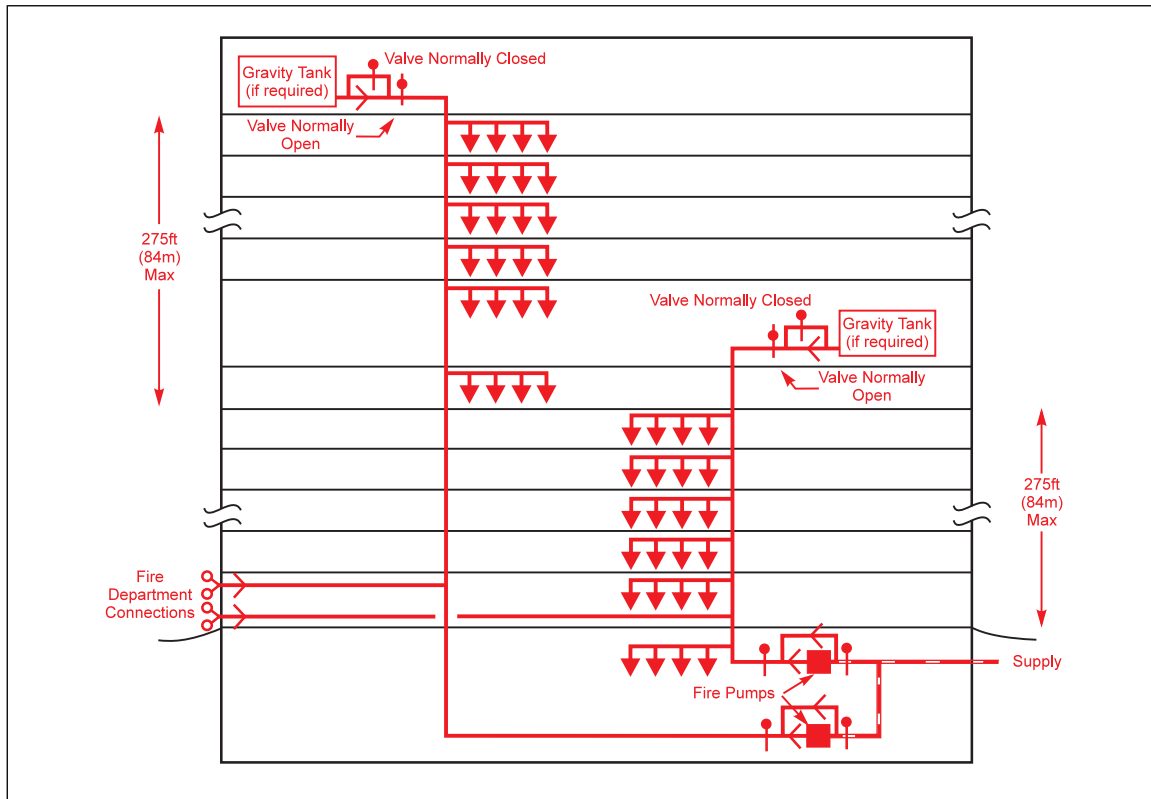 Valve Normally Closed
Gravity Tank
(if required)
Valve Normally
Open
275ft
(84m)
Max
Valve Normally Closed
Gravity Tank
(if required)
Valve Normally
Open
275ft
(84m)
Max
Fire
Department
Connections
Supply
Fire Pumps